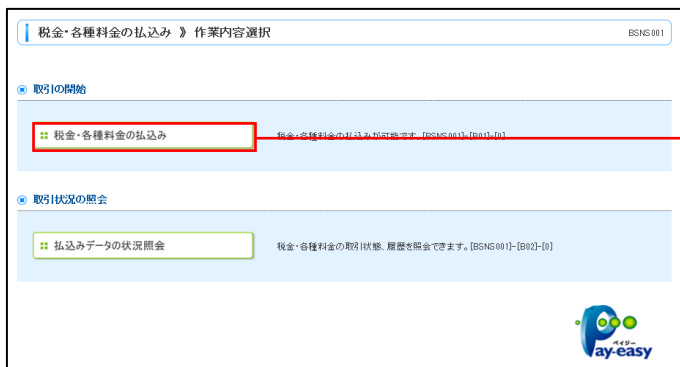 税金・各種料金の払込み 》 作業内容選択
BSNS001
取引の開始
税金・各種料金の払込み
税金・各種料金の払込みが可能です。[BSNS001]-[B01]-[0]
取引状況の照会
払込みデータの状況照会
税金・各種料金の取引状態、履歴を照会できます。[BSNS001]-[B02]-[0]
ペイジー
Pay-easy